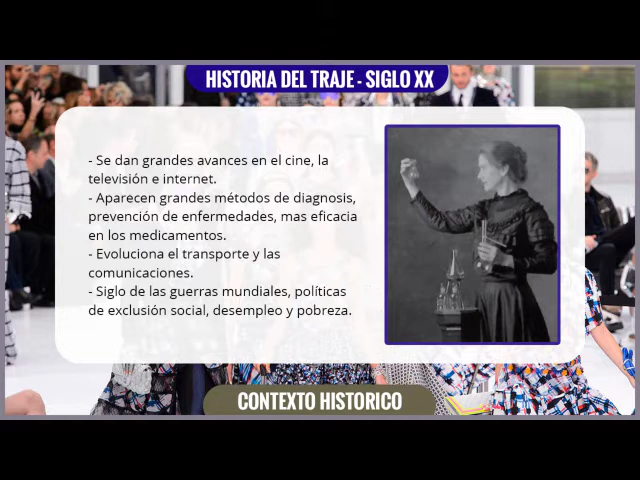 HISTORIA DEL TRAJE - SIGLO XX
- Se dan grandes avances en el cine, la
televisión e internet.
- Aparecen grandes métodos de diagnosis,
prevención de enfermedades, mas eficacia
en los medicamentos.
- Evoluciona el transporte y las
comunicaciones.
- Siglo de las guerras mundiales, políticas
de exclusión social, desempleo y pobreza.
CONTEXTO HISTORICO